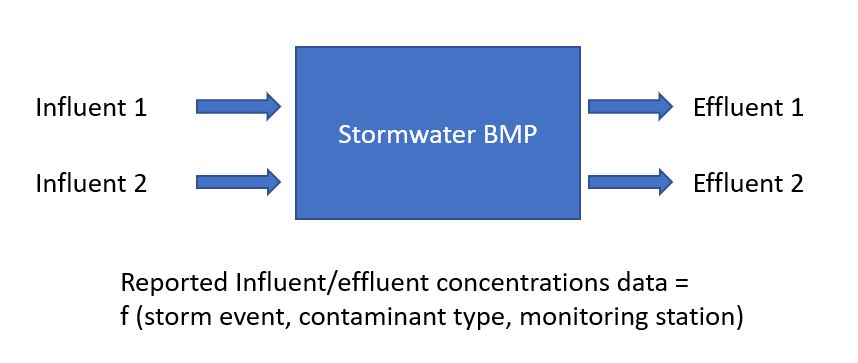 Influent 1
Stormwater BMP
Effluent 1
Influent 2
Effluent 2
Reported Influent/effluent concentrations data =
f (storm event, contaminant type, monitoring station)